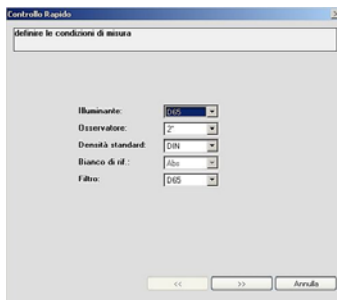 Controllo Rapido
definire le condizioni di misura
Illuminante: D65
Osservatore: 2°
Densità standard: DIN
Bianco di rif.: Abs
Filtro: D65
<< >> Annulla